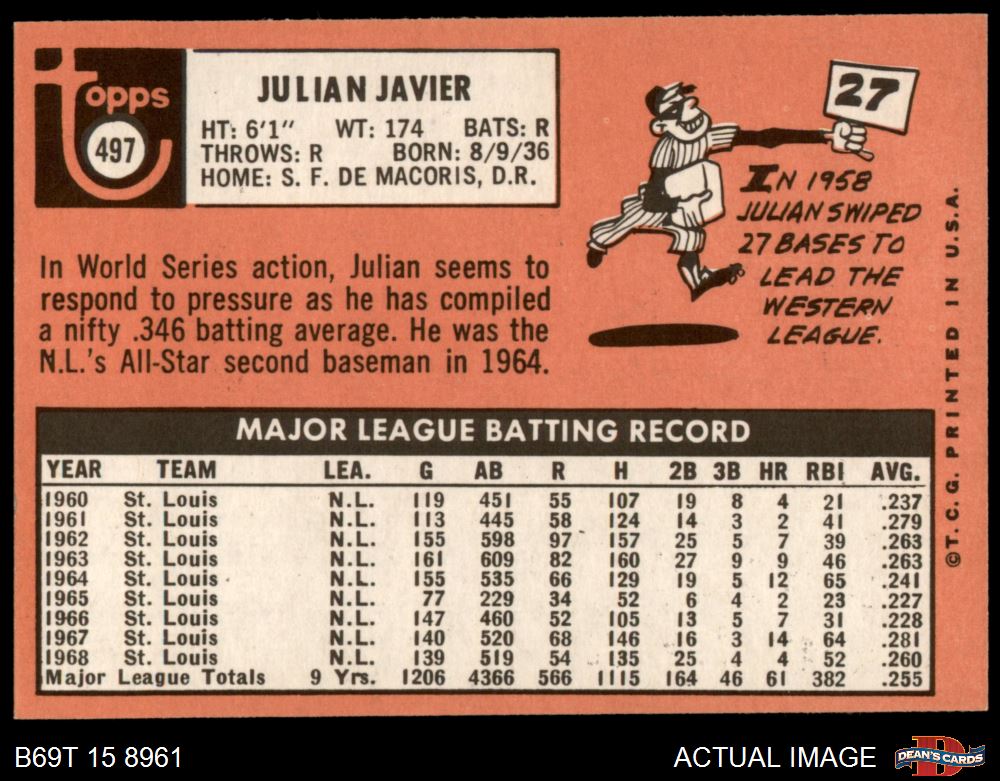 Topps
497
JULIAN JAVIER
HT: 6'1" WT: 174 BATS: R
THROWS: R BORN: 8/9/36
HOME: S. F. DE MACORIS, D.R.
27
IN 1958
JULIAN SWIPED
27 BASES TO
LEAD THE
WESTERN
LEAGUE.
In World Series action, Julian seems to
respond to pressure as he has compiled
a nifty .346 batting average. He was the
N.L.'s All-Star second baseman in 1964.
MAJOR LEAGUE BATTING RECORD
YEAR TEAM LEA. G AB R H 2B 3B HR RBI AVG.
1960 St. Louis N.L. 119 451 55 107 19 8 4 21 .237
1961 St. Louis N.L. 113 445 58 124 14 3 2 41 .279
1962 St. Louis N.L. 155 598 97 157 25 5 7 39 .263
1963 St. Louis N.L. 161 609 82 160 27 9 9 46 .263
1964 St. Louis N.L. 155 535 66 129 19 5 12 65 .241
1965 St. Louis N.L. 77 229 34 52 6 4 2 23 .227
1966 St. Louis N.L. 147 460 52 105 13 5 7 31 .228
1967 St. Louis N.L. 140 520 68 146 16 3 14 64 .281
1968 St. Louis N.L. 139 519 54 135 25 4 4 52 .260
Major League Totals 9 Yrs. 1206 4366 566 1115 164 46 61 382 .255
©T. C. G. PRINTED IN U.S.A.
B69T 15 8961
ACTUAL IMAGE
D
DEAN'S CARDS